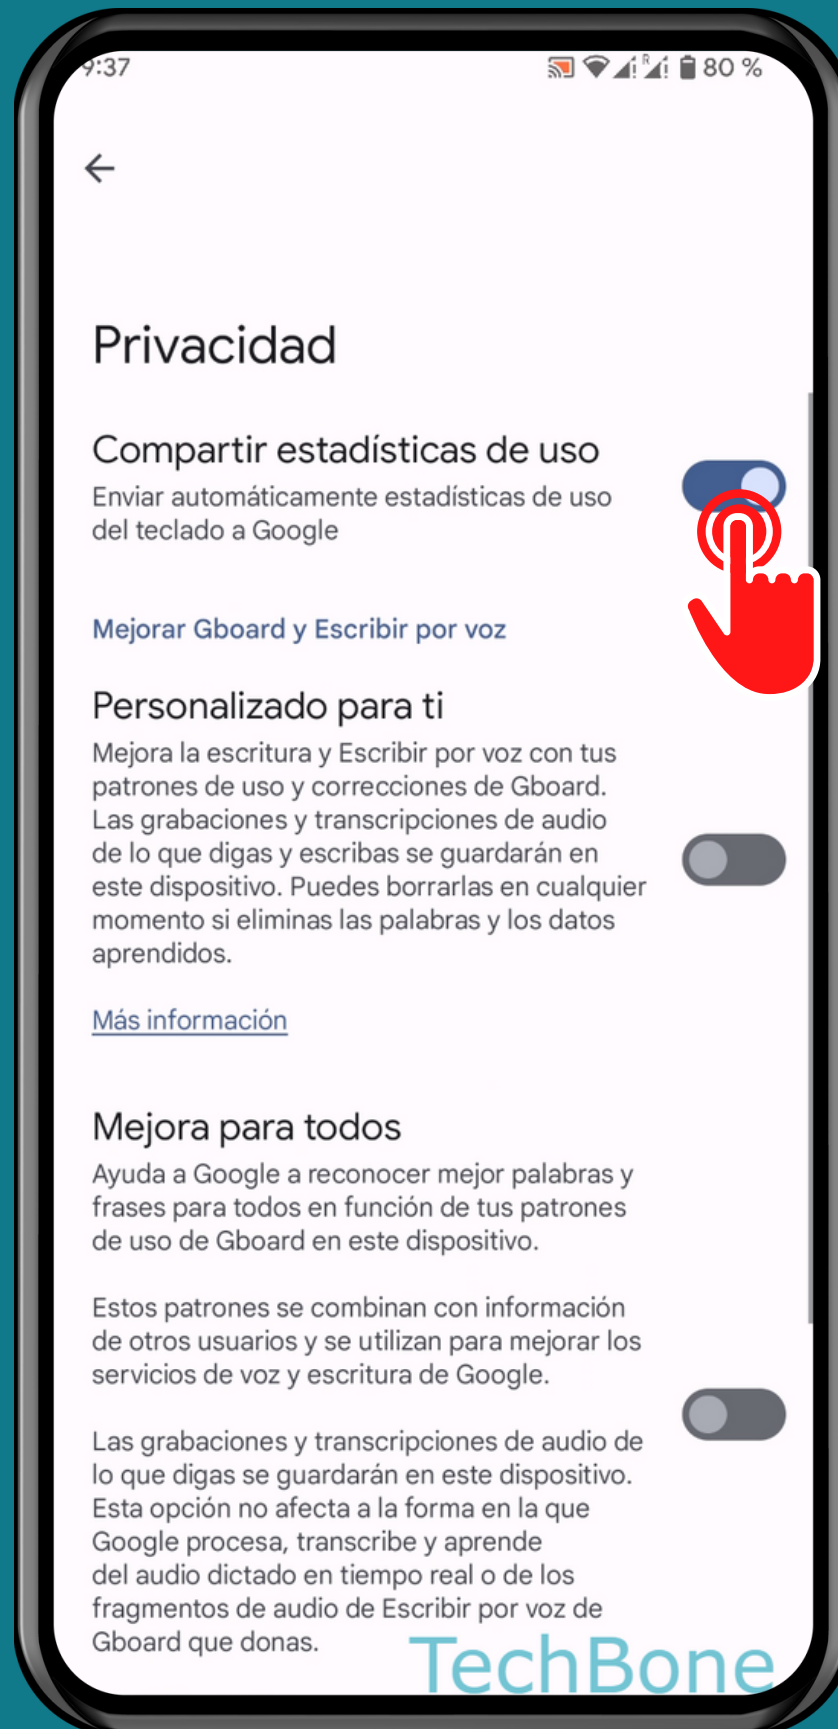 9:37
R
80 %
Privacidad
Compartir estadísticas de uso
Enviar automáticamente estadísticas de uso
del teclado a Google
Mejorar Gboard y Escribir por voz
Personalizado para ti
Mejora la escritura y Escribir por voz con tus
patrones de uso y correcciones de Gboard.
Las grabaciones y transcripciones de audio
de lo que digas y escribas se guardarán en
este dispositivo. Puedes borrarlas en cualquier
momento si eliminas las palabras y los datos
aprendidos.
Más información
Mejora para todos
Ayuda a Google a reconocer mejor palabras y
frases para todos en función de tus patrones
de uso de Gboard en este dispositivo.
Estos patrones se combinan con información
de otros usuarios y se utilizan para mejorar los
servicios de voz y escritura de Google.
Las grabaciones y transcripciones de audio de
lo que digas se guardarán en este dispositivo.
Esta opción no afecta a la forma en la que
Google procesa, transcribe y aprende
del audio dictado en tiempo real o de los
fragmentos de audio de Escribir por voz de
Gboard que donas.
TechBone